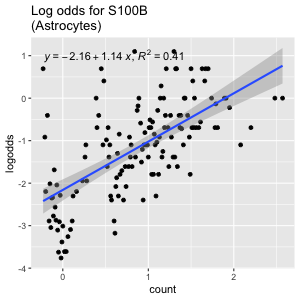 Log odds for S100B
(Astrocytes)
y = −2.16 + 1.14 x, R² = 0.41
1
0
-1
-2
-3
-4
logodds
0
1
2
count